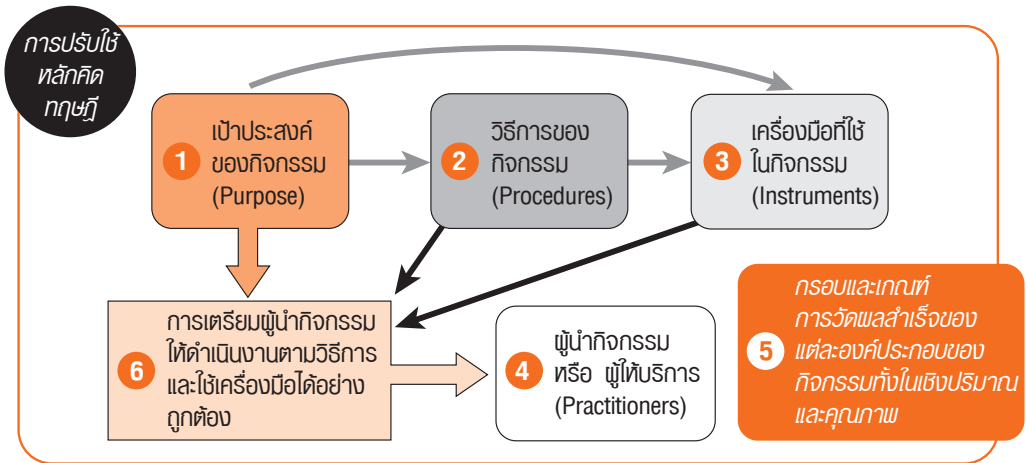 การปรับใช้
หลักคิด
ทฤษฎี
1
เป้าประสงค์
ของกิจกรรม
(Purpose)
2
วิธีการของ
กิจกรรม
(Procedures)
3
เครื่องมือที่ใช้
ในกิจกรรม
(Instruments)
6
การเตรียมผู้นำกิจกรรม
ให้ดำเนินงานตามวิธีการ
และใช้เครื่องมือได้อย่าง
ถูกต้อง
4
ผู้นำกิจกรรม
หรือ ผู้ให้บริการ
(Practitioners)
5
กรอบและเกณฑ์
การวัดผลสำเร็จของ
แต่ละองค์ประกอบของ
กิจกรรมทั้งในเชิงปริมาณ
และคุณภาพ